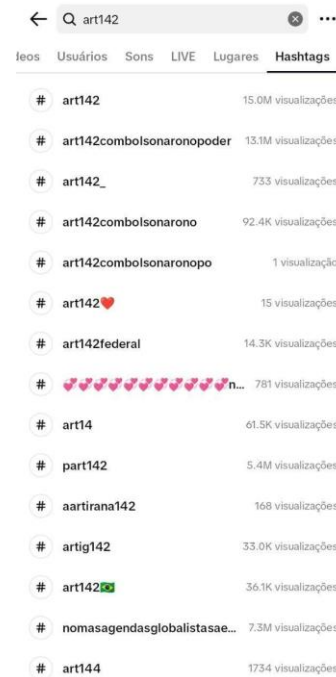 art142
leos Usuários Sons LIVE Lugares Hashtags
# art142 15.0M visualizações
# art142combolsonaronopoder 13.1M visualizações
# art142_ 733 visualizações
# art142combolsonarono 92.4K visualizações
# art142combolsonaronopo 1 visualização
# art142❤️ 15 visualizações
# art142federal 14.3K visualizações
# 💞💞💞💞💞💞💞💞💞💞💞n... 781 visualizações
# art14 61.5K visualizações
# part142 5.4M visualizações
# aartirana142 168 visualizações
# artig142 33.0K visualizações
# art142🇧🇷 36.1K visualizações
# nomasagendasglobalistasae... 7.3M visualizações
# art144 1734 visualizações